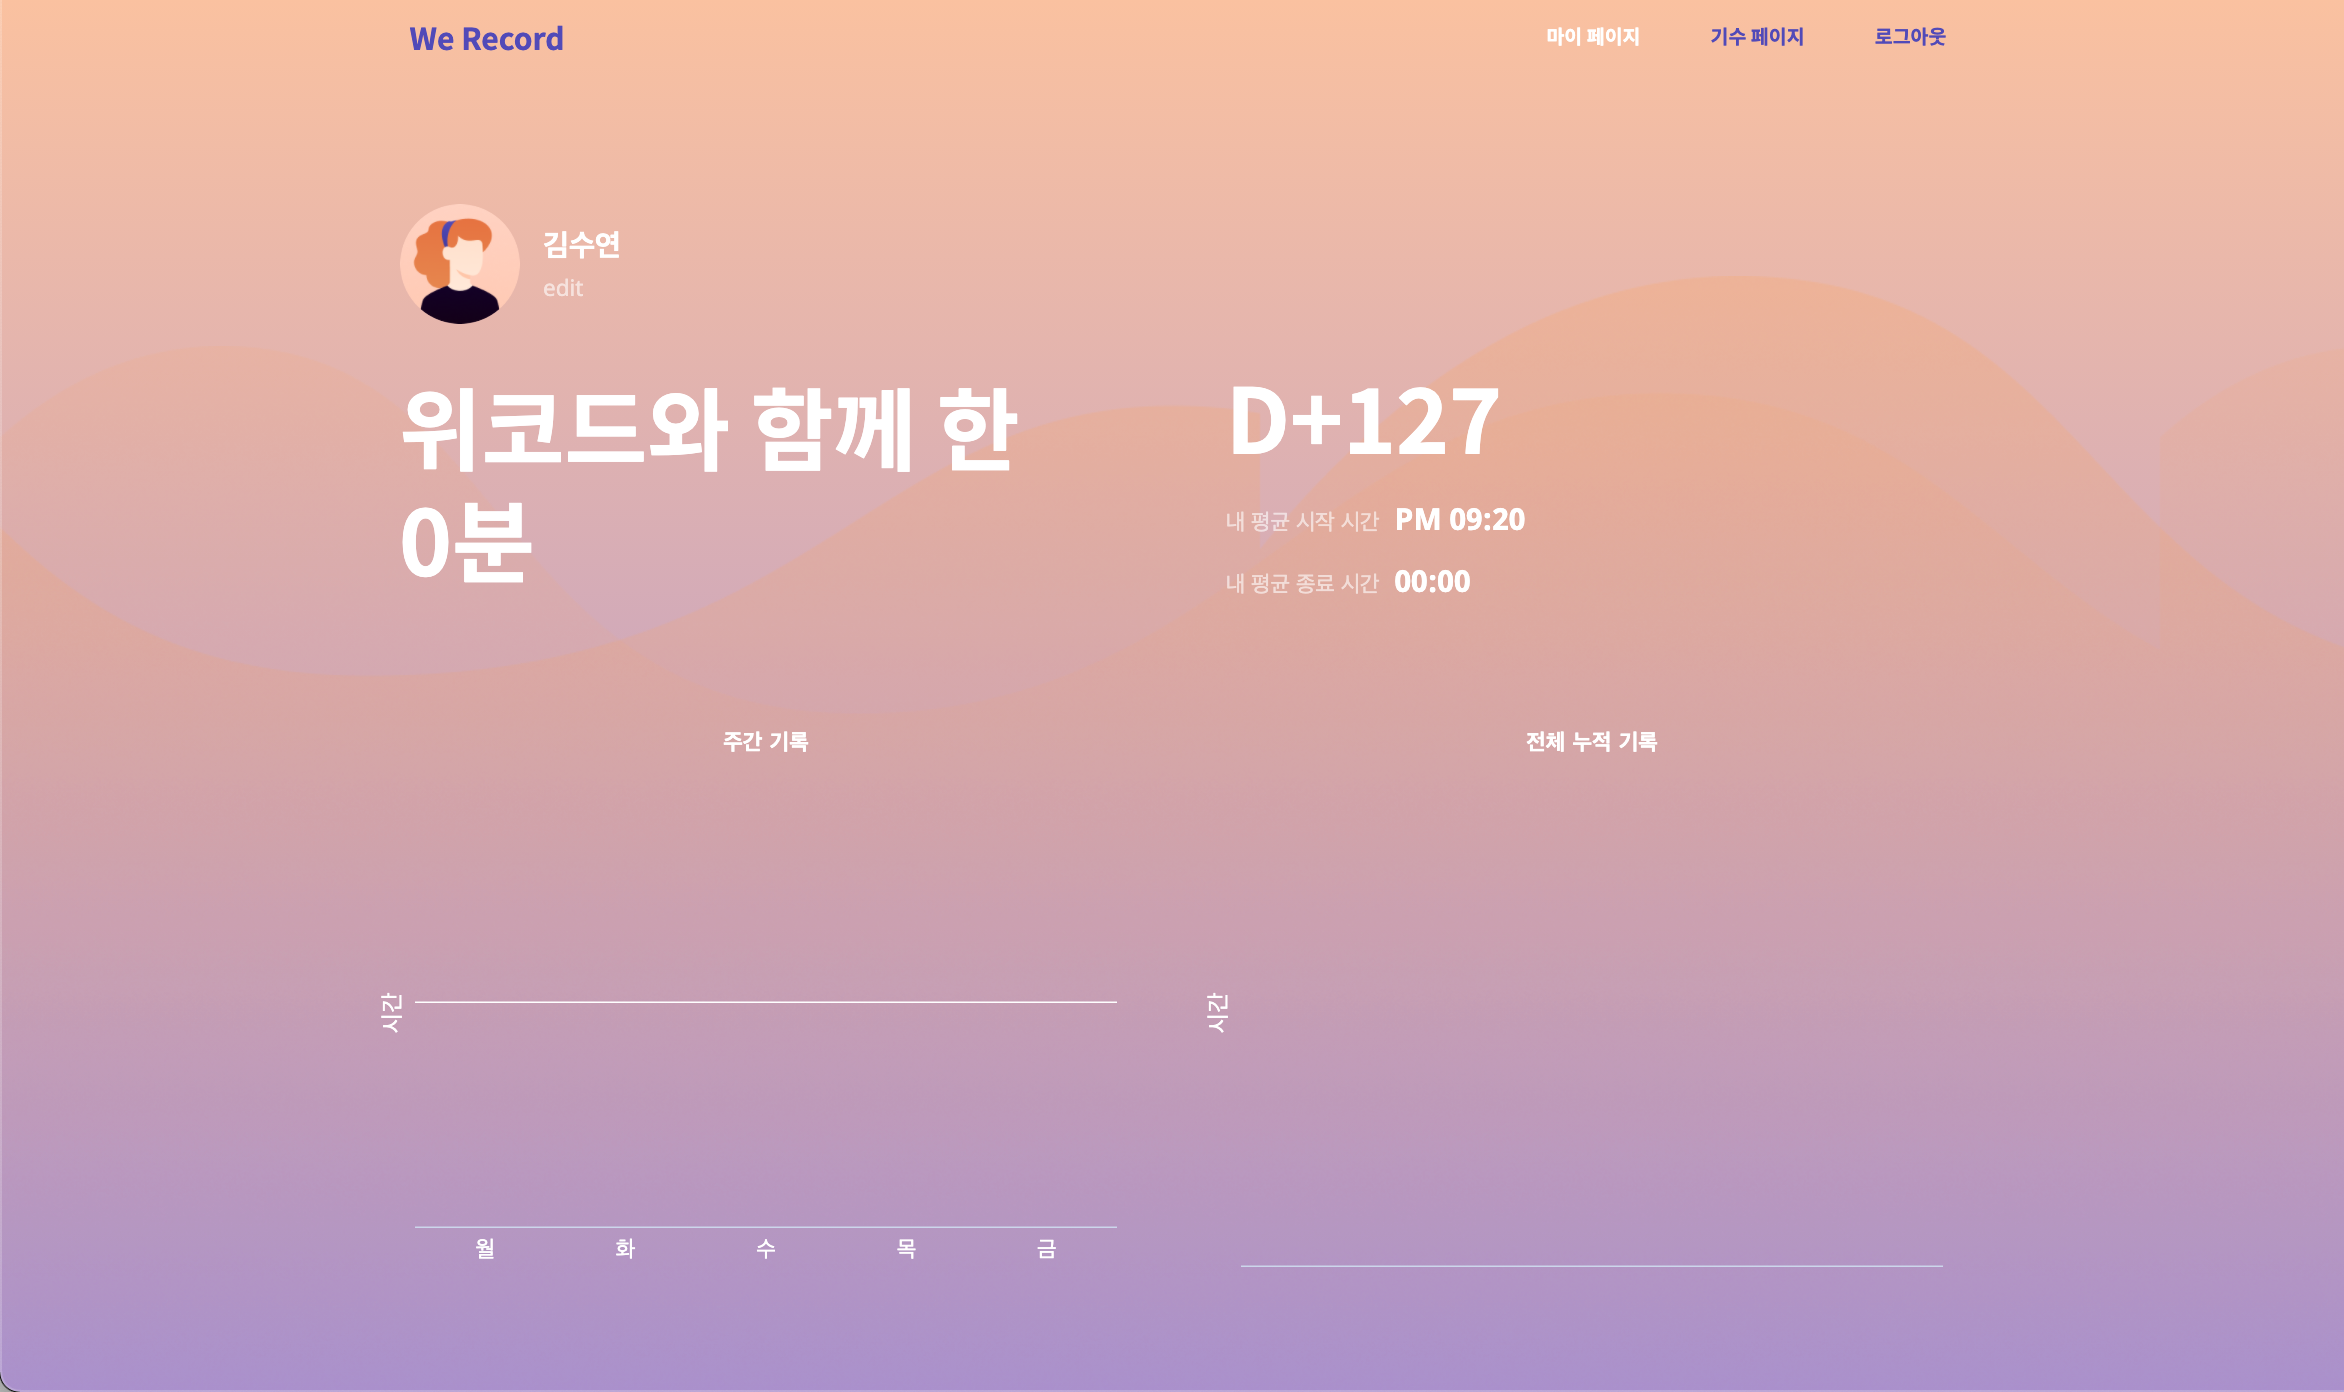 We Record
마이 페이지
기수 페이지
로그아웃
김수연
edit
위코드와 함께 한
0분
D+127
내 평균 시작 시간 PM 09:20
내 평균 종료 시간 00:00
주간 기록
시간
월 화 수 목 금
전체 누적 기록
시간